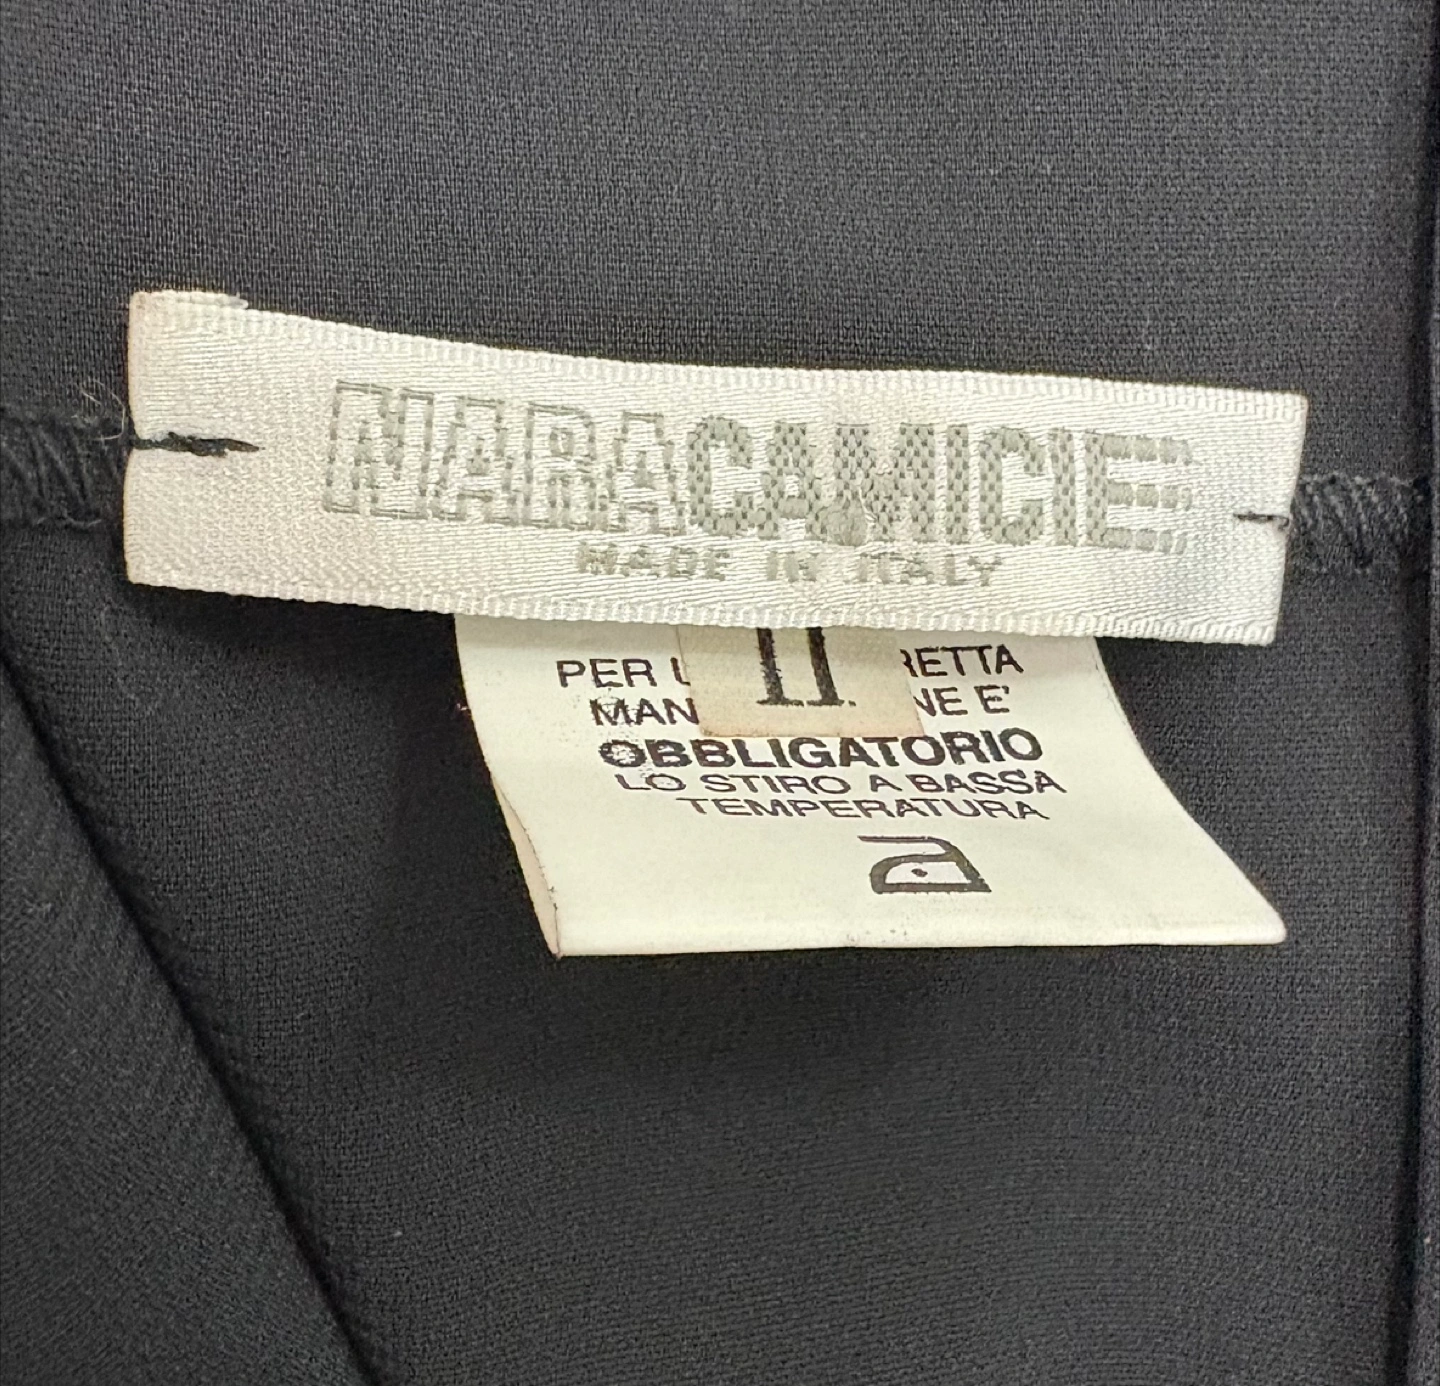 NARACAMICIE
MADE IN ITALY
II
PER RETTA
MAN NE E'
OBBLIGATORIO
LO STIRO A BASSA
TEMPERATURA